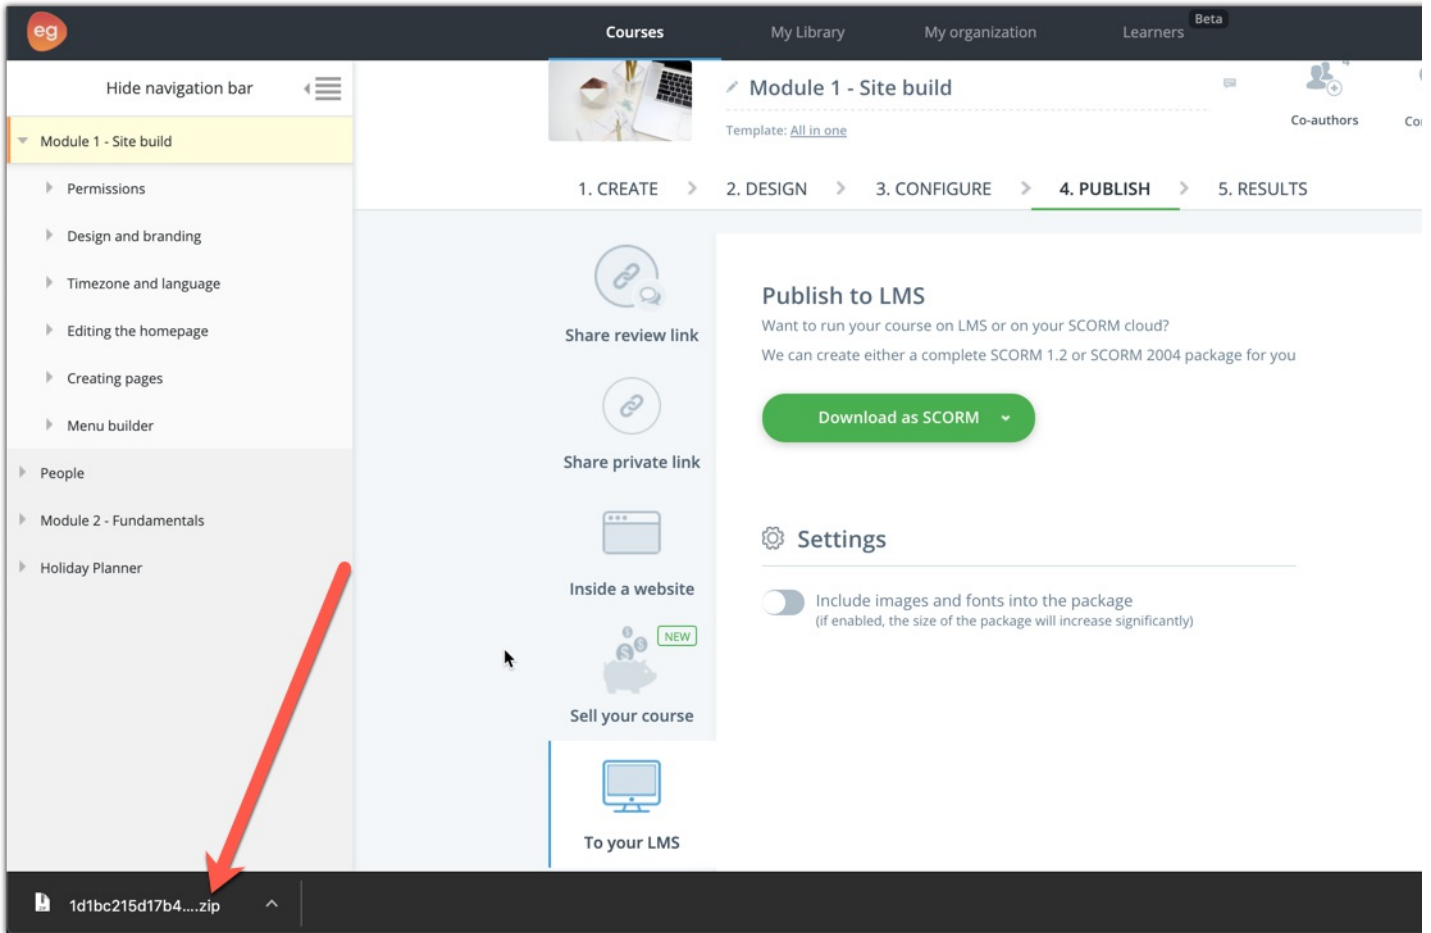 eg
Courses
My Library
My organization
Learners
Beta
Hide navigation bar
Module 1 - Site build
Permissions
Design and branding
Timezone and language
Editing the homepage
Creating pages
Menu builder
People
Module 2 - Fundamentals
Holiday Planner
Module 1 - Site build
Template: All in one
Co-authors
1. CREATE > 2. DESIGN > 3. CONFIGURE > 4. PUBLISH > 5. RESULTS
Share review link
Share private link
Inside a website
NEW
Sell your course
To your LMS
Publish to LMS
Want to run your course on LMS or on your SCORM cloud?
We can create either a complete SCORM 1.2 or SCORM 2004 package for you
Download as SCORM
Settings
Include images and fonts into the package
(if enabled, the size of the package will increase significantly)
1d1bc215d17b4....zip